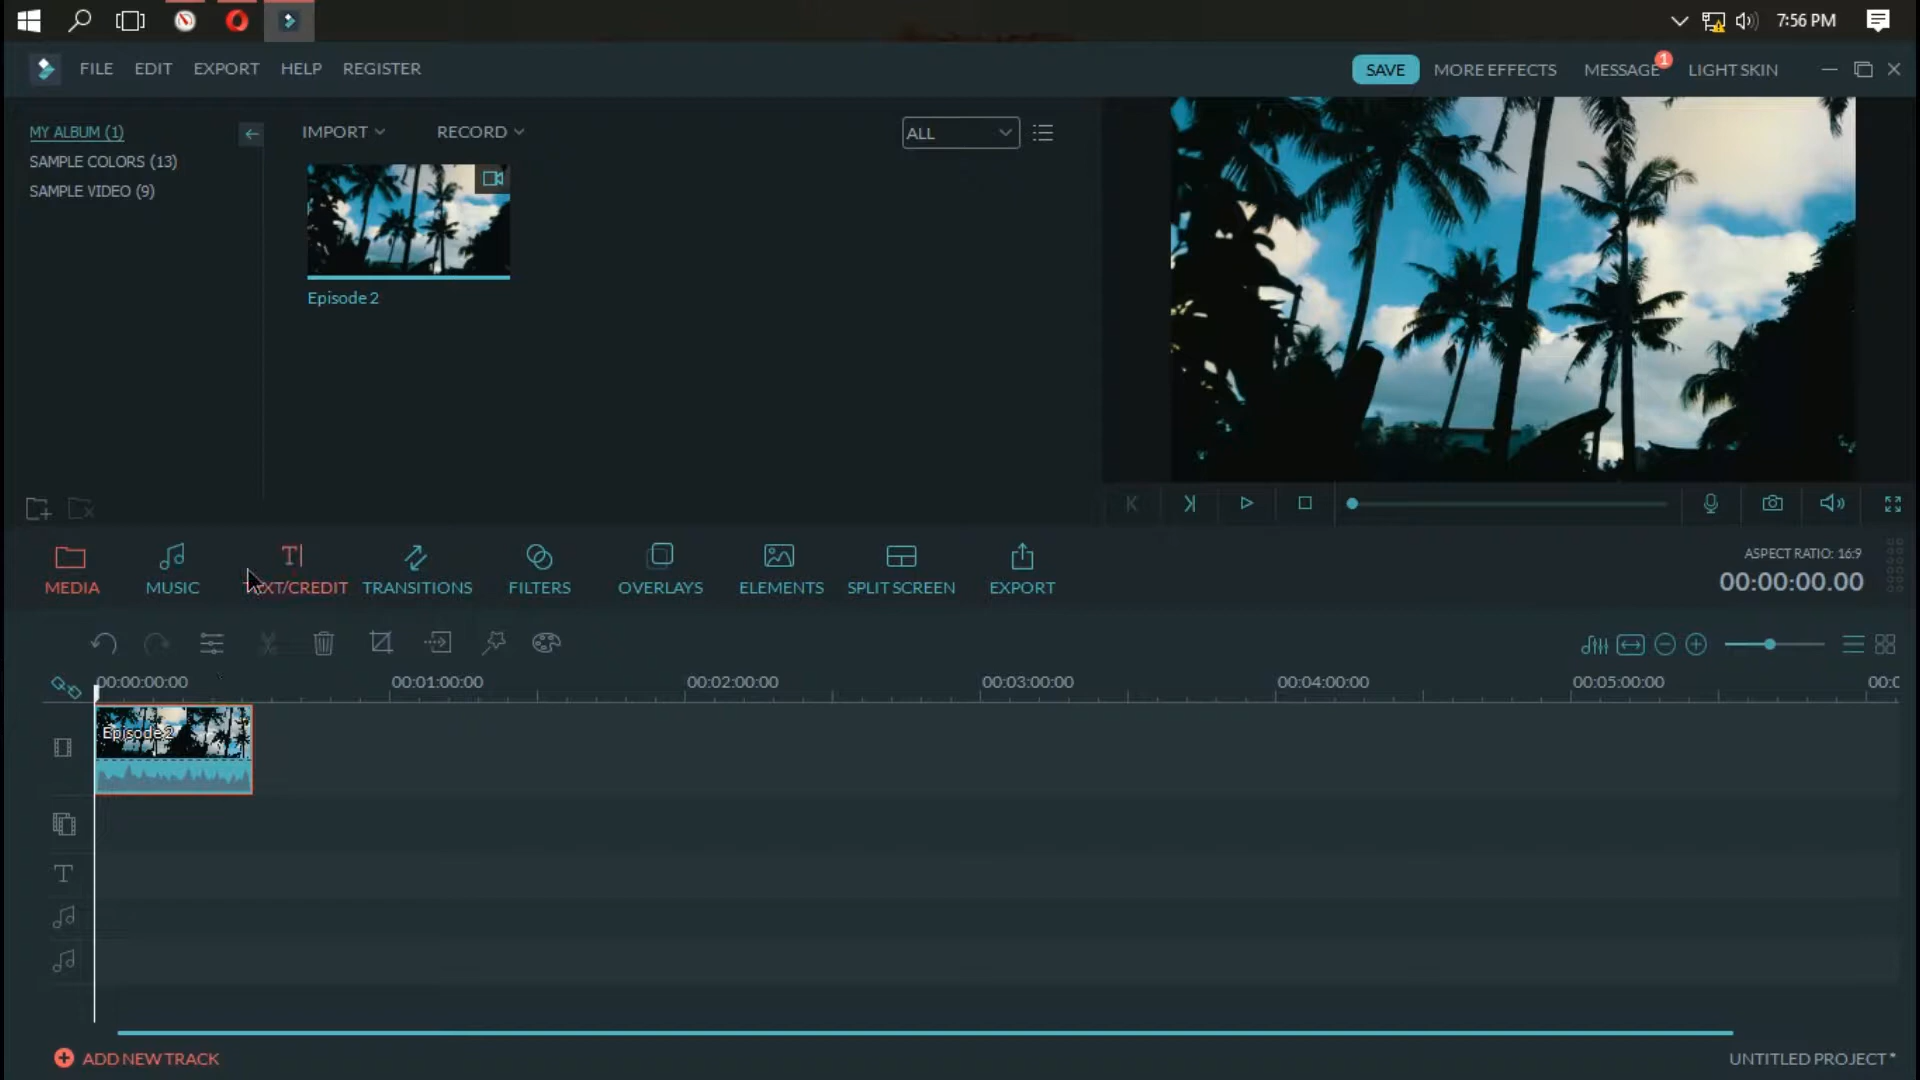 7:56 PM
FILE EDIT EXPORT HELP REGISTER
SAVE MORE EFFECTS MESSAGE 1 LIGHT SKIN
MY ALBUM (1)
SAMPLE COLORS (13)
SAMPLE VIDEO (9)
IMPORT RECORD ALL
Episode 2
MEDIA MUSIC TEXT/CREDIT TRANSITIONS FILTERS OVERLAYS ELEMENTS SPLIT SCREEN EXPORT
ASPECT RATIO: 16:9
00:00:00.00
00:00:00:00 00:01:00:00 00:02:00:00 00:03:00:00 00:04:00:00 00:05:00:00
Episode 2
ADD NEW TRACK
UNTITLED PROJECT *